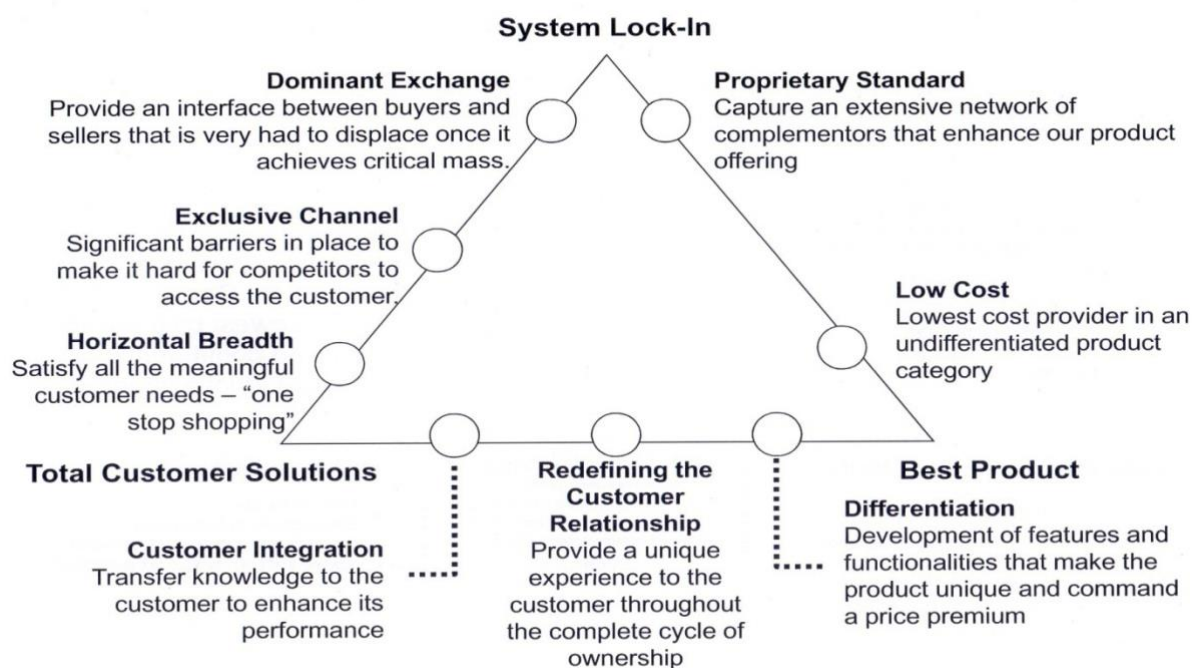 System Lock-In
Dominant Exchange
Provide an interface between buyers and
sellers that is very had to displace once it
achieves critical mass.
Proprietary Standard
Capture an extensive network of
complementors that enhance our product
offering
Exclusive Channel
Significant barriers in place to
make it hard for competitors to
access the customer.
Low Cost
Lowest cost provider in an
undifferentiated product
category
Horizontal Breadth
Satisfy all the meaningful
customer needs – “one
stop shopping”
Total Customer Solutions
Best Product
Customer Integration
Transfer knowledge to the
customer to enhance its
performance
Redefining the
Customer
Relationship
Provide a unique
experience to the
customer throughout
the complete cycle of
ownership
Differentiation
Development of features and
functionalities that make the
product unique and command
a price premium